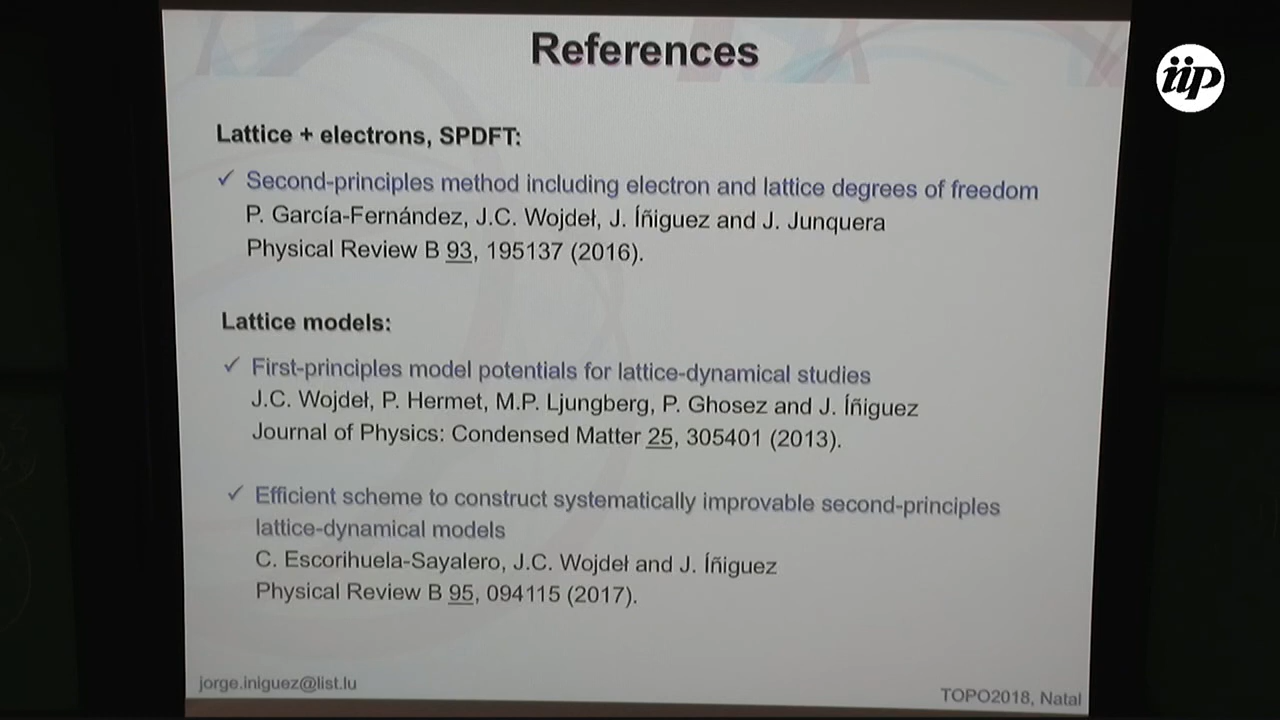 References
iip
Lattice + electrons, SPDFT:
✓ Second-principles method including electron and lattice degrees of freedom
P. García-Fernández, J.C. Wojdeł, J. Íñiguez and J. Junquera
Physical Review B 93, 195137 (2016).
Lattice models:
✓ First-principles model potentials for lattice-dynamical studies
J.C. Wojdeł, P. Hermet, M.P. Ljungberg, P. Ghosez and J. Íñiguez
Journal of Physics: Condensed Matter 25, 305401 (2013).
✓ Efficient scheme to construct systematically improvable second-principles
lattice-dynamical models
C. Escorihuela-Sayalero, J.C. Wojdeł and J. Íñiguez
Physical Review B 95, 094115 (2017).
jorge.iniguez@list.lu
TOPO2018, Natal